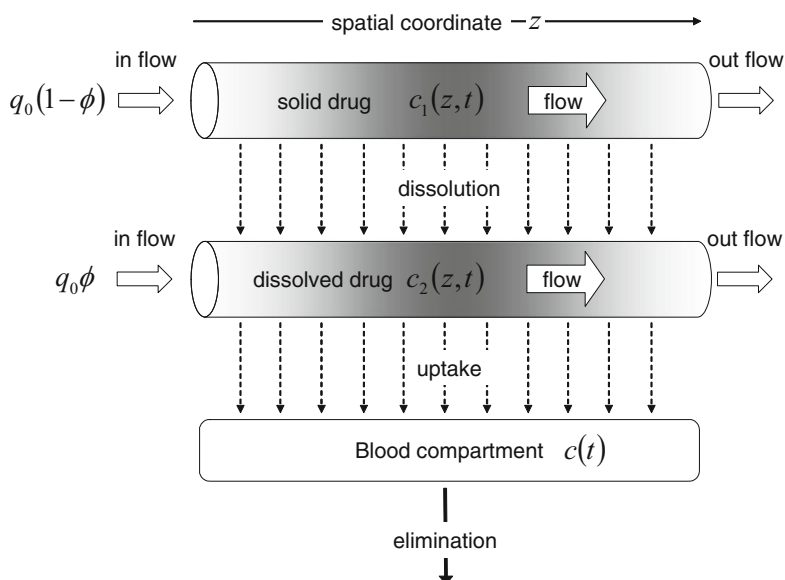 spatial coordinate z
in flow
out flow
q₀(1−ϕ)
solid drug c₁(z,t)
flow
dissolution
in flow
out flow
q₀ϕ
dissolved drug c₂(z,t)
flow
uptake
Blood compartment c(t)
elimination